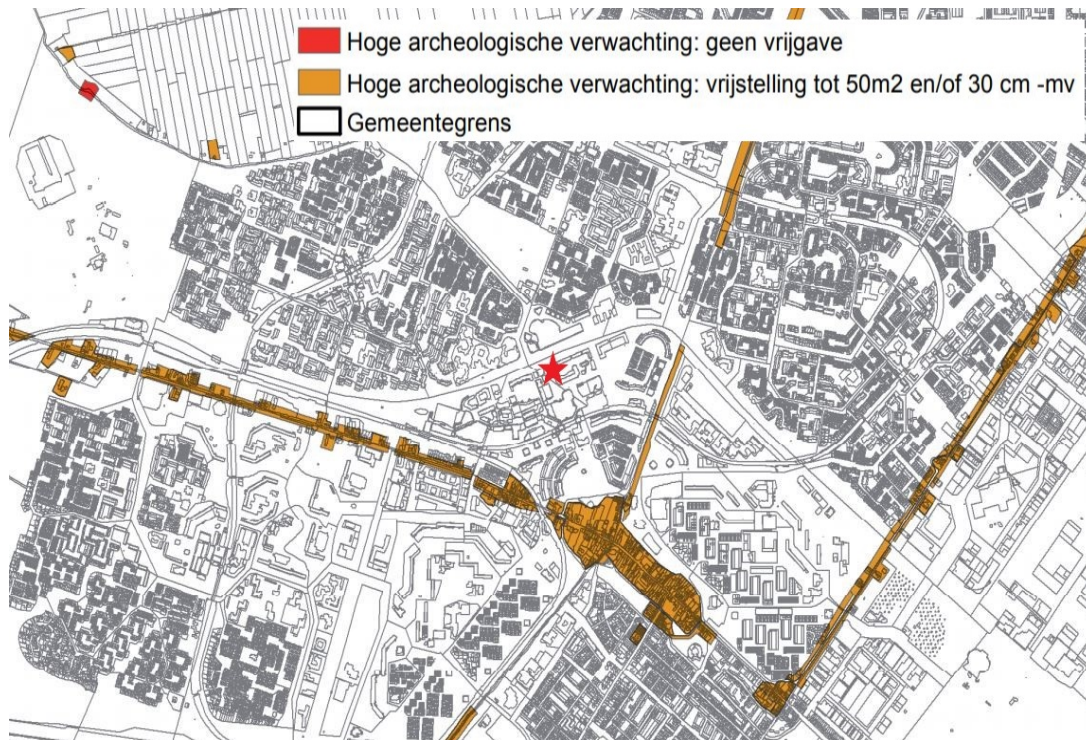 Hoge archeologische verwachting: geen vrijgave
Hoge archeologische verwachting: vrijstelling tot 50m2 en/of 30 cm -mv
Gemeentegrens